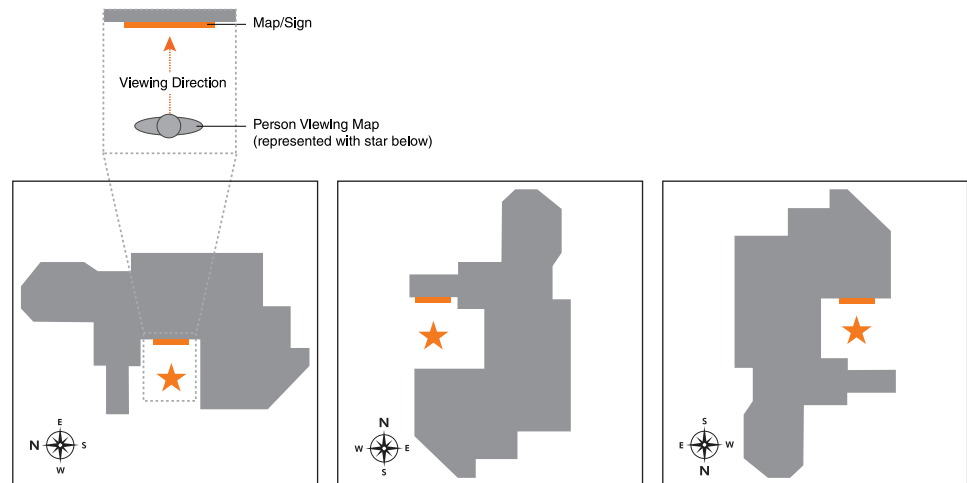 Map/Sign
Viewing Direction
Person Viewing Map
(represented with star below)
E
N S
W
N
W E
S
S
E W
N